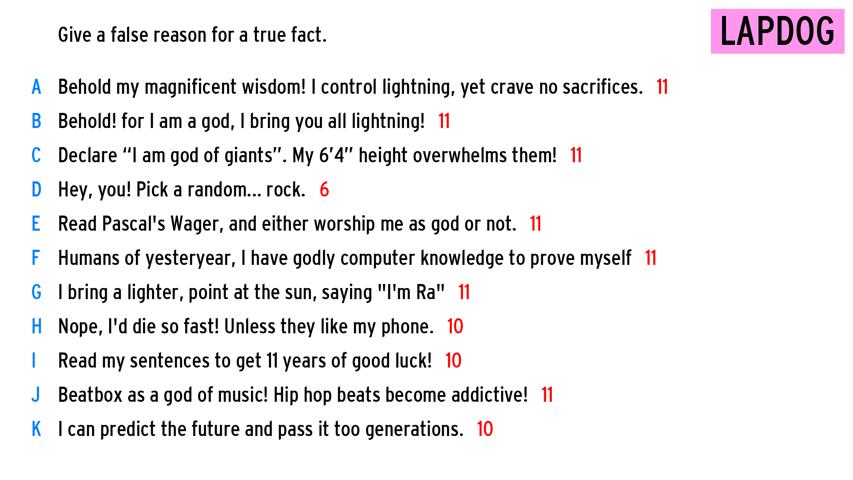 Give a false reason for a true fact.
LAPDOG
A Behold my magnificent wisdom! I control lightning, yet crave no sacrifices. 11
B Behold! for I am a god, I bring you all lightning! 11
C Declare “I am god of giants”. My 6’4” height overwhelms them! 11
D Hey, you! Pick a random... rock. 6
E Read Pascal's Wager, and either worship me as god or not. 11
F Humans of yesteryear, I have godly computer knowledge to prove myself 11
G I bring a lighter, point at the sun, saying "I'm Ra" 11
H Nope, I'd die so fast! Unless they like my phone. 10
I Read my sentences to get 11 years of good luck! 10
J Beatbox as a god of music! Hip hop beats become addictive! 11
K I can predict the future and pass it too generations. 10